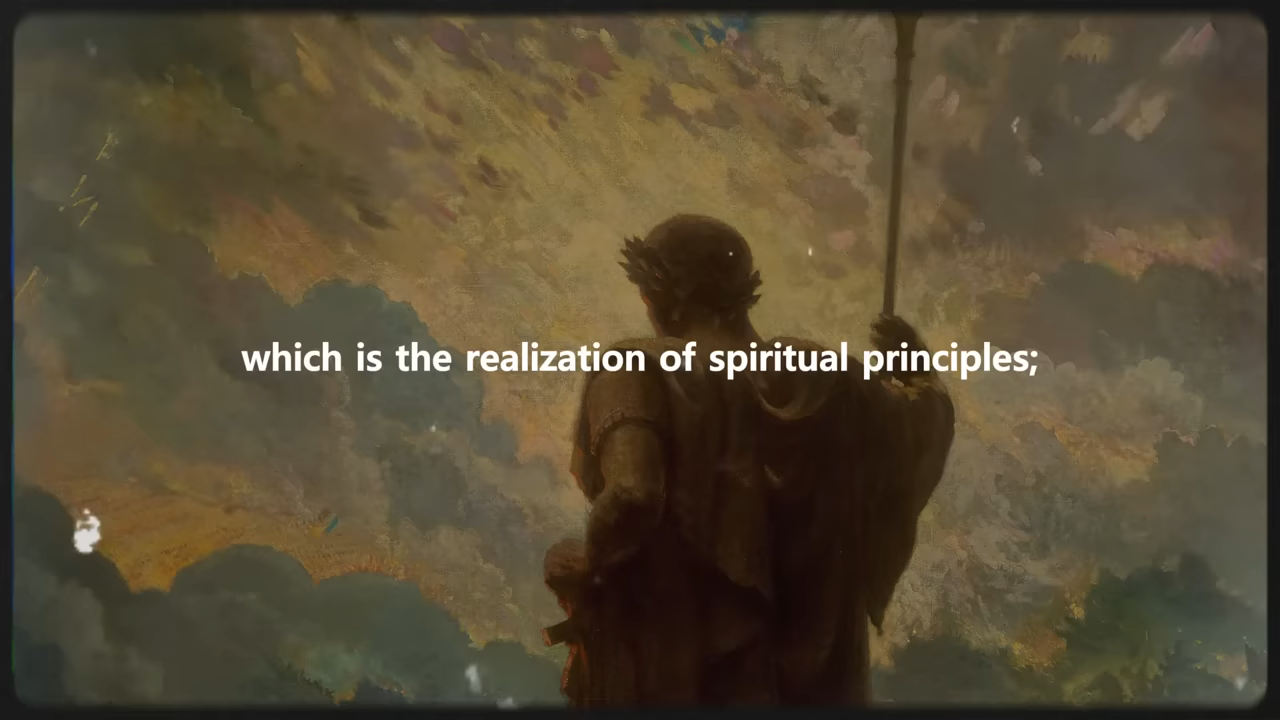 which is the realization of spiritual principles;